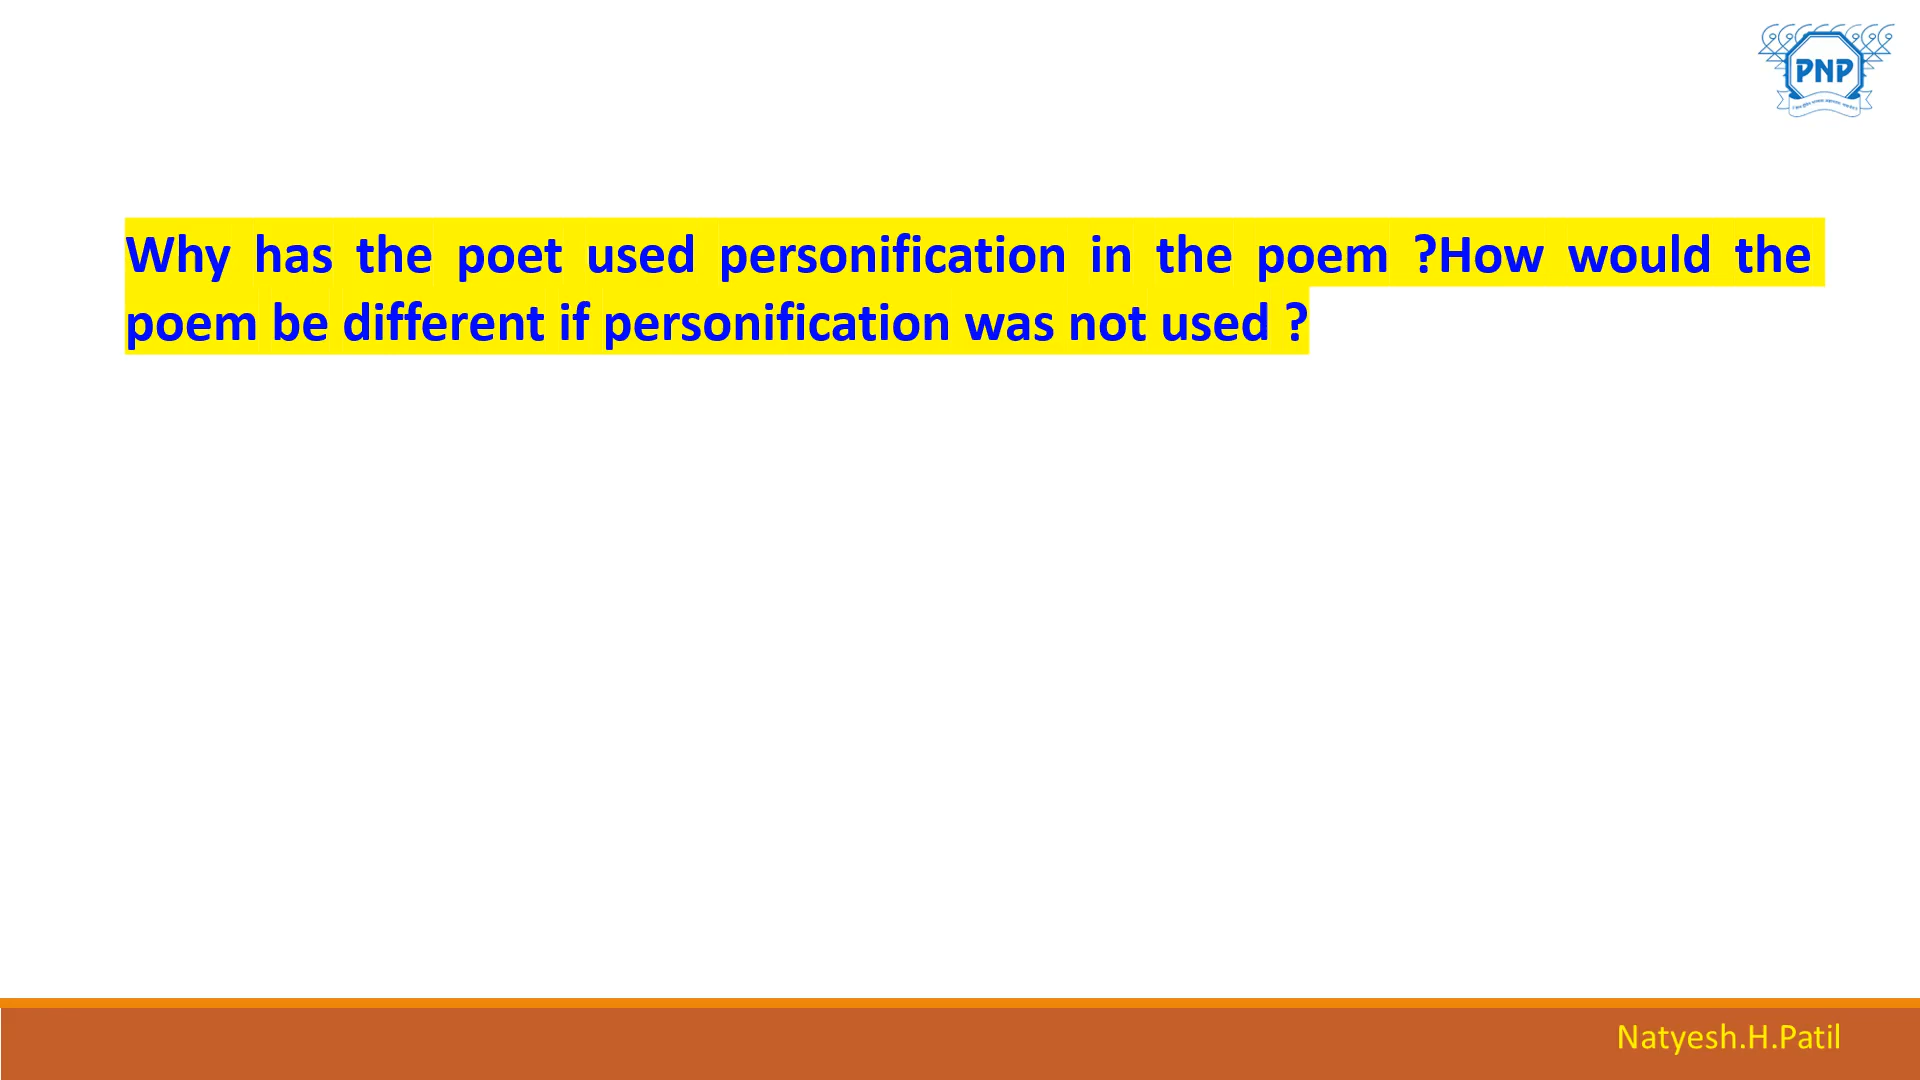 PNP
Why has the poet used personification in the poem ?How would the
poem be different if personification was not used ?
Natyesh.H.Patil